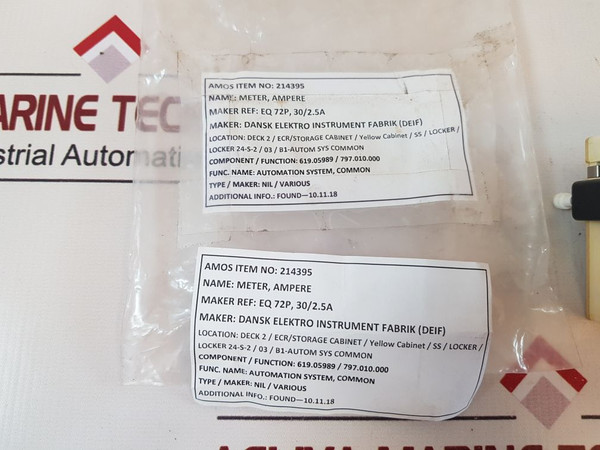 ARINE TEC
strial Automati
AMOS ITEM NO: 214395
NAME: METER, AMPERE
MAKER REF: EQ 72P, 30/2.5A
MAKER: DANSK ELEKTRO INSTRUMENT FABRIK (DEIF)
LOCATION: DECK 2 / ECR/STORAGE CABINET / Yellow Cabinet / SS / LOCKER /
LOCKER 24-S-2 / 03 / B1-AUTOM SYS COMMON
COMPONENT / FUNCTION: 619.05989 / 797.010.000
FUNC. NAME: AUTOMATION SYSTEM, COMMON
TYPE / MAKER: NIL / VARIOUS
ADDITIONAL INFO.: FOUND—10.11.18
AMOS ITEM NO: 214395
NAME: METER, AMPERE
MAKER REF: EQ 72P, 30/2.5A
MAKER: DANSK ELEKTRO INSTRUMENT FABRIK (DEIF)
LOCATION: DECK 2 / ECR/STORAGE CABINET / Yellow Cabinet / SS / LOCKER /
LOCKER 24-S-2 / 03 / B1-AUTOM SYS COMMON
COMPONENT / FUNCTION: 619.05989 / 797.010.000
FUNC. NAME: AUTOMATION SYSTEM, COMMON
TYPE / MAKER: NIL / VARIOUS
ADDITIONAL INFO.: FOUND—10.11.18
MARINE TECH